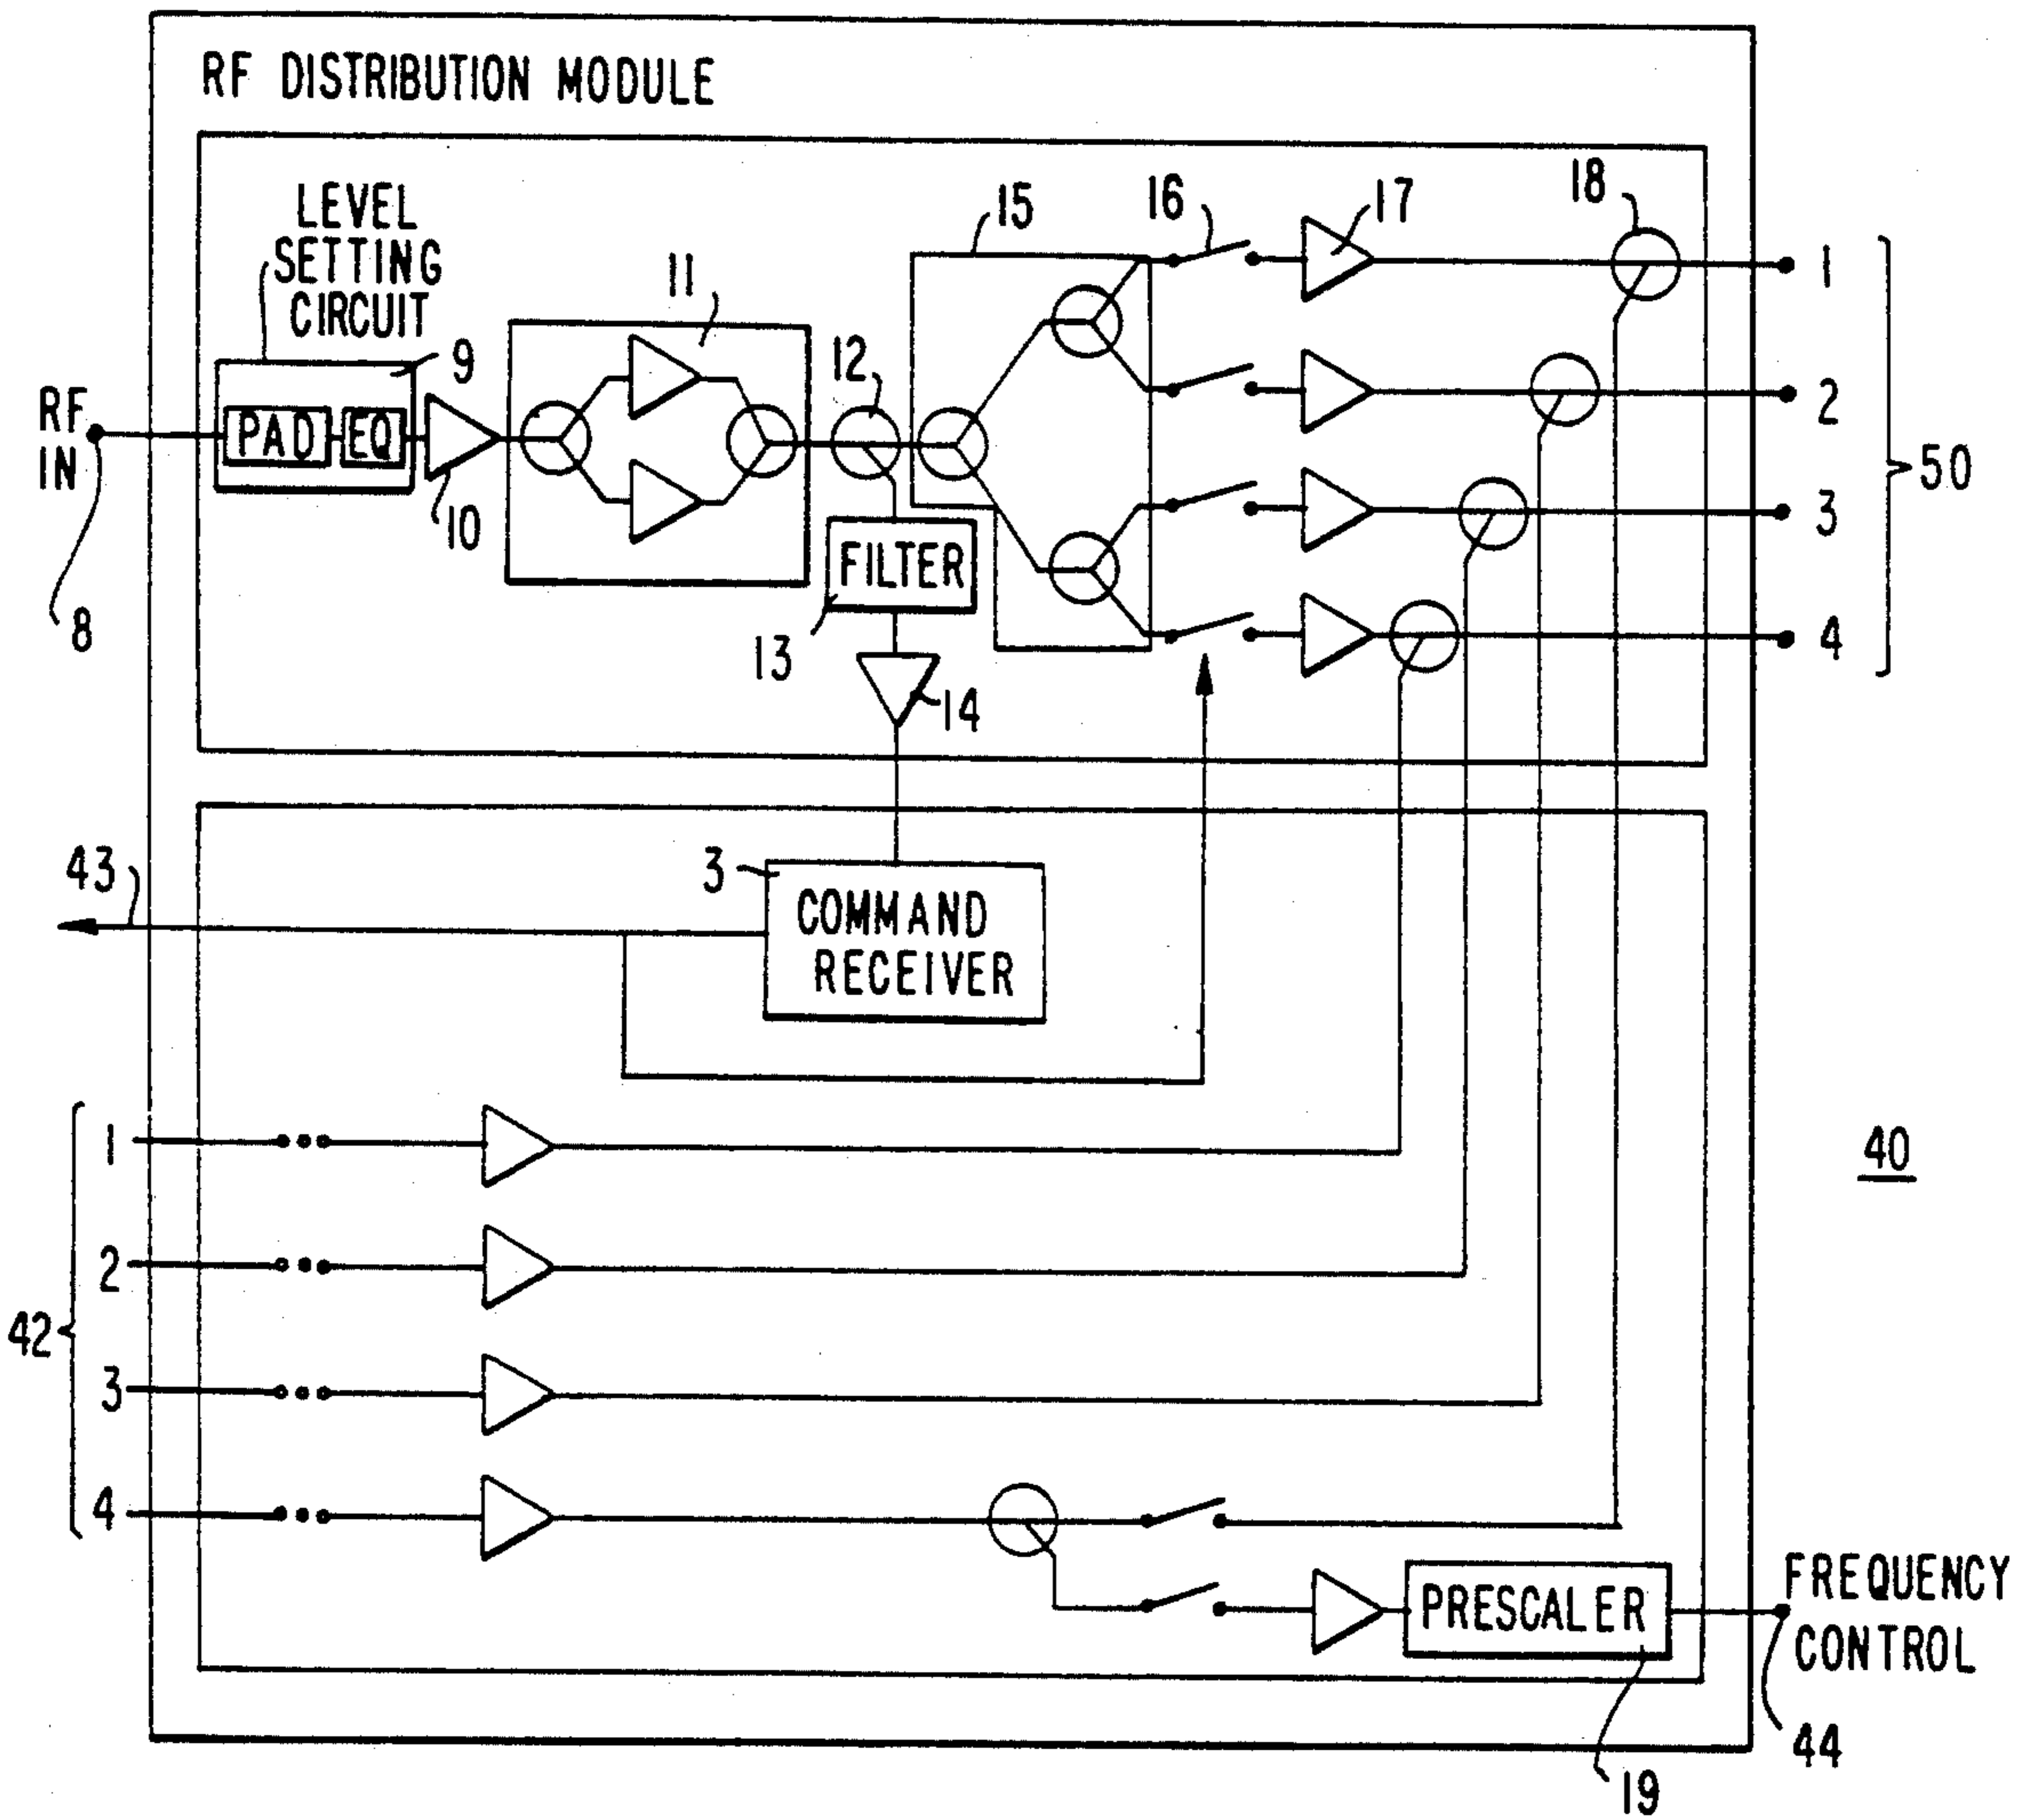 RF DISTRIBUTION MODULE
LEVEL
SETTING
CIRCUIT
9
PAD
EQ
RF
IN
8
10
11
12
FILTER
13
14
15
16
17
18
1
2
3
4
50
43
3
COMMAND
RECEIVER
40
42
1
2
3
4
PRESCALER
19
FREQUENCY
CONTROL
44